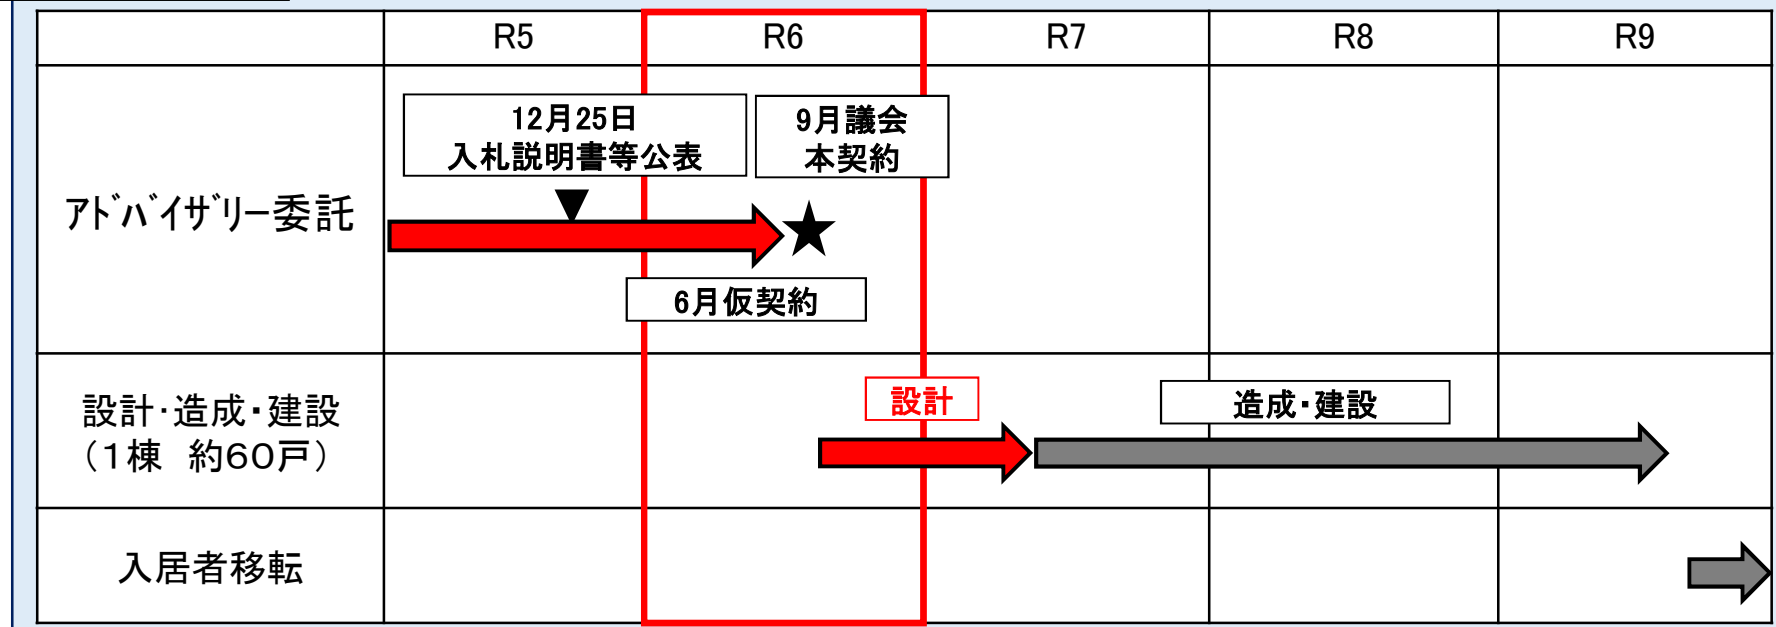 R5 R6 R7 R8 R9
12月25日
入札説明書等公表
9月議会
本契約
ｱﾄﾞﾊﾞｲｻﾞﾘｰ委託
6月仮契約
設計･造成・建設
（１棟　約６０戸）
設計
造成・建設
入居者移転